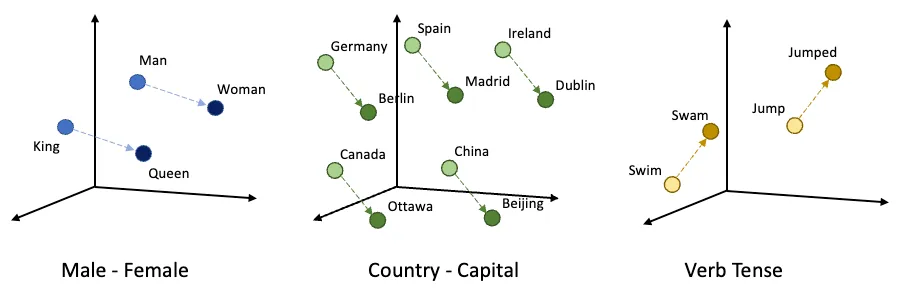 Man
Woman
King
Queen
Male - Female
Spain
Ireland
Germany
Madrid
Dublin
Berlin
Canada
China
Ottawa
Beijing
Country - Capital
Jumped
Jump
Swam
Swim
Verb Tense